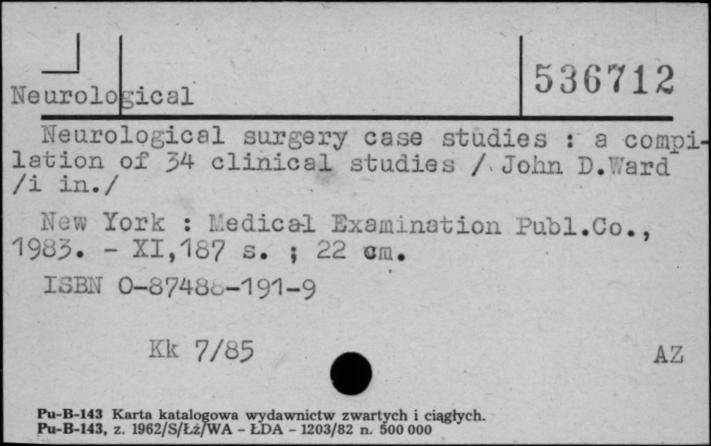 536712
Neurological
Neurological surgery case studies : a compi-
lation of 34 clinical studies / John D.Ward
/i in./
New York : Medical Examination Publ.Co.,
1983. - XI,187 s. ; 22 cm.
ISBN 0-87488-191-9
Kk 7/85
AZ
Pu-B-143 Karta katalogowa wydawnictw zwartych i ciągłych.
Pu-B-143, z. 1962/S/Łź/WA - ŁDA - 1203/82 n. 500 000